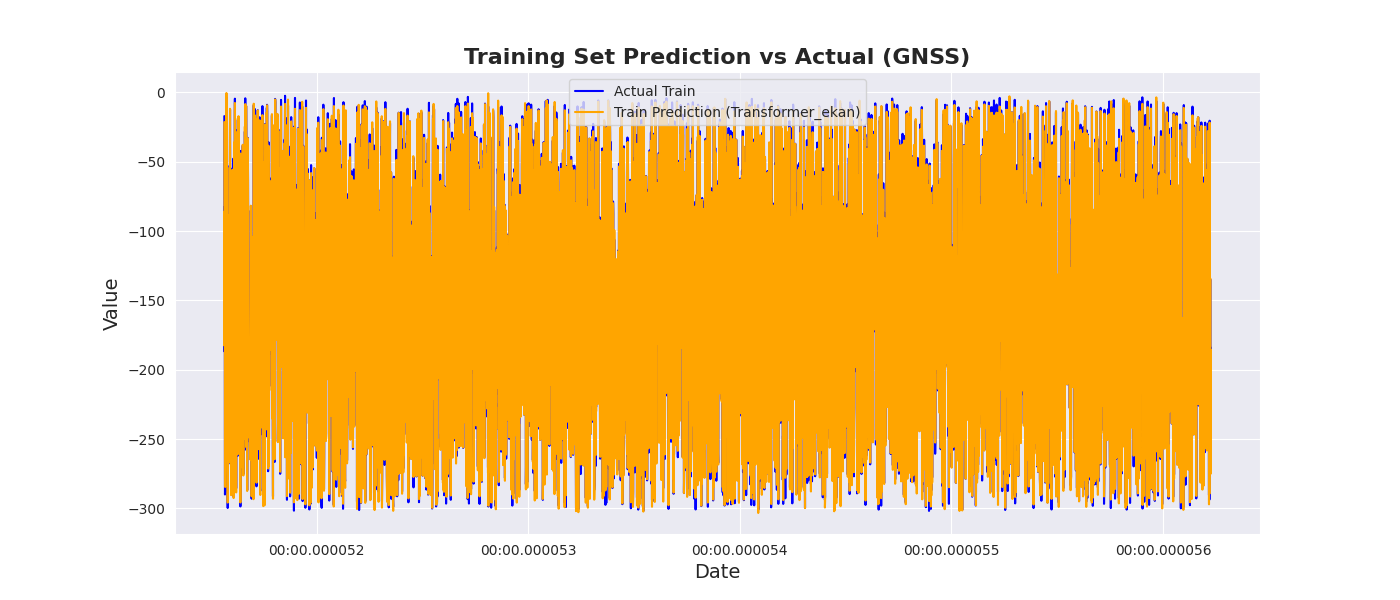 Training Set Prediction vs Actual (GNSS)
Actual Train
Train Prediction (Transformer_ekan)
Value
0
−50
−100
−150
−200
−250
−300
00:00.000052
00:00.000053
00:00.000054
00:00.000055
00:00.000056
Date